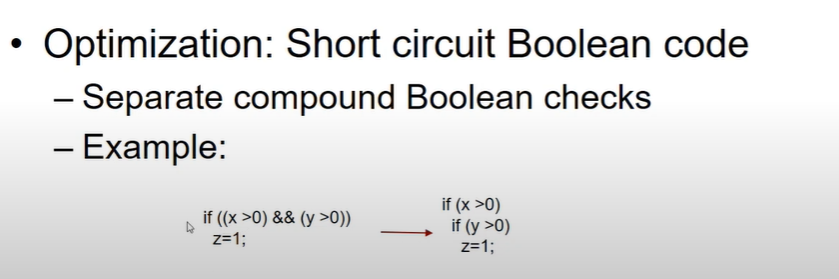 • Optimization: Short circuit Boolean code
– Separate compound Boolean checks
– Example:
if ((x >0) && (y >0))
z=1;
if (x >0)
if (y >0)
z=1;